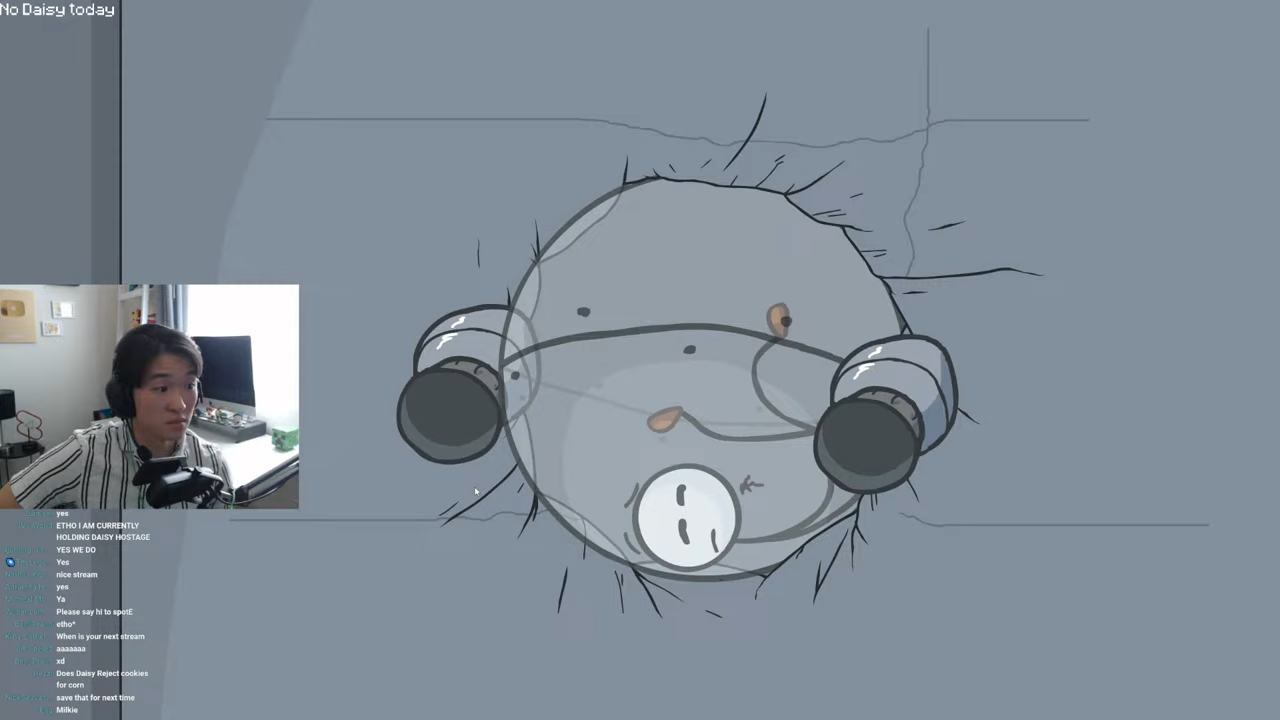 No Daisy today
yes
ETHO I AM CURRENTLY
HOLDING DAISY HOSTAGE
YES WE DO
Yes
nice stream
yes
Ya
Please say hi to spotE
etho*
When is your next stream
aaaaaaa
xd
Does Daisy Reject cookies
for corn
save that for next time
Milkie